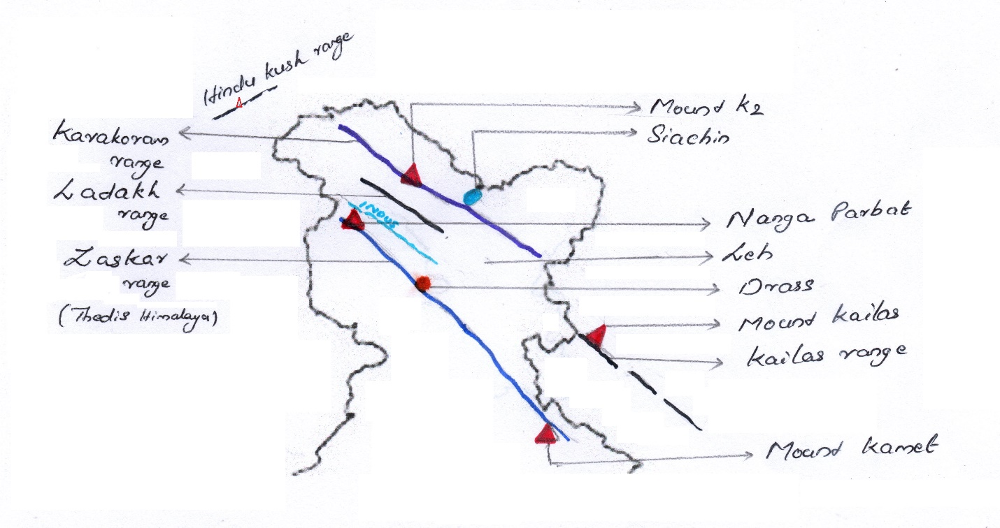 Hindu kush range
Karakoram
range
Ladakh
range
Zaskar
range
(Thedis Himalaya)
INDUS
Mount k2
Siachin
Nanga Parbat
Leh
Drass
Mount kailas
kailas range
Mount kamet